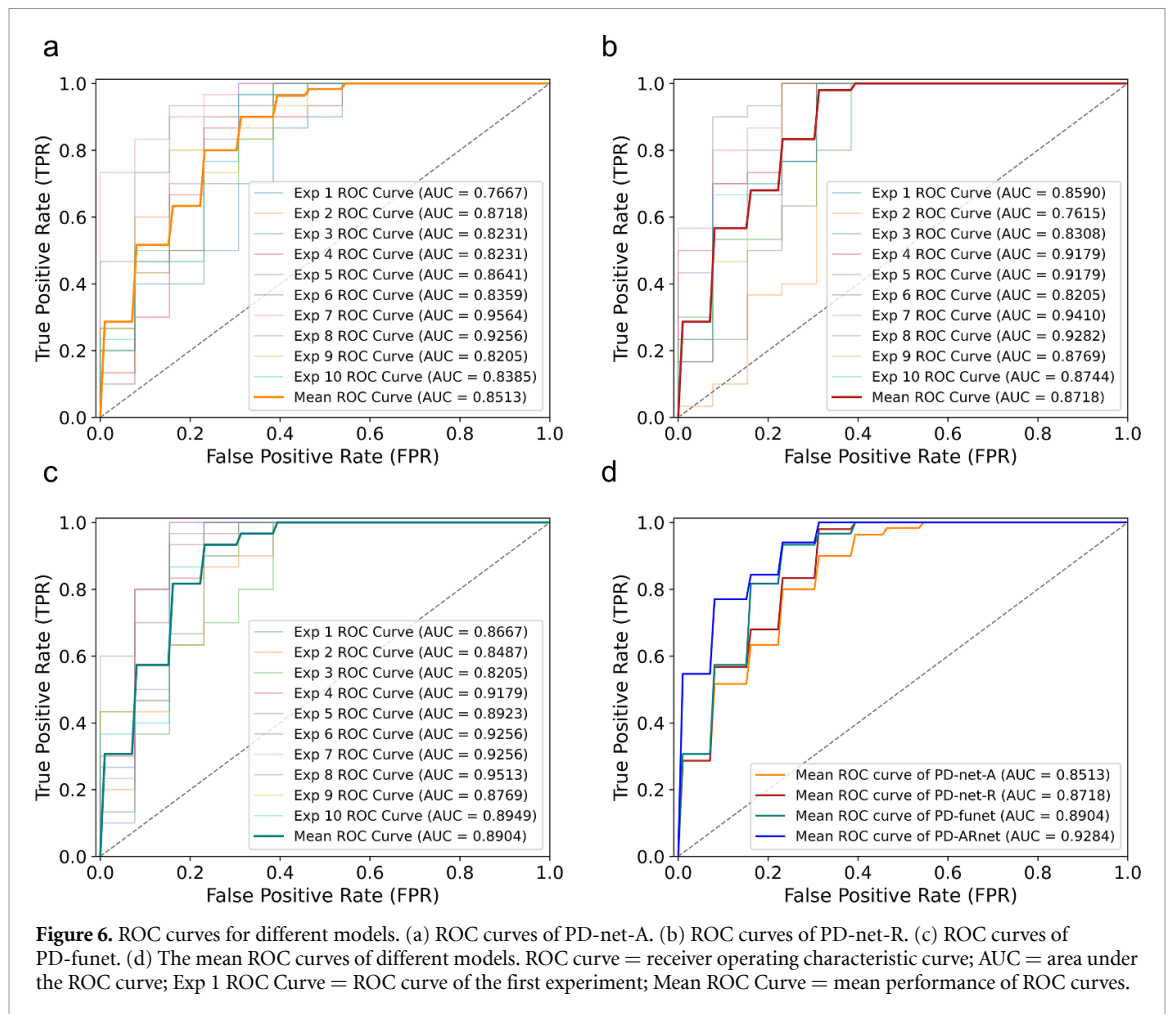 a
True Positive Rate (TPR)
1.0
0.8
0.6
0.4
0.2
0.0
Exp 1 ROC Curve (AUC = 0.7667)
Exp 2 ROC Curve (AUC = 0.8718)
Exp 3 ROC Curve (AUC = 0.8231)
Exp 4 ROC Curve (AUC = 0.8231)
Exp 5 ROC Curve (AUC = 0.8641)
Exp 6 ROC Curve (AUC = 0.8359)
Exp 7 ROC Curve (AUC = 0.9564)
Exp 8 ROC Curve (AUC = 0.9256)
Exp 9 ROC Curve (AUC = 0.8205)
Exp 10 ROC Curve (AUC = 0.8385)
Mean ROC Curve (AUC = 0.8513)
0.0 0.2 0.4 0.6 0.8 1.0
False Positive Rate (FPR)
b
True Positive Rate (TPR)
1.0
0.8
0.6
0.4
0.2
0.0
Exp 1 ROC Curve (AUC = 0.8590)
Exp 2 ROC Curve (AUC = 0.7615)
Exp 3 ROC Curve (AUC = 0.8308)
Exp 4 ROC Curve (AUC = 0.9179)
Exp 5 ROC Curve (AUC = 0.9179)
Exp 6 ROC Curve (AUC = 0.8205)
Exp 7 ROC Curve (AUC = 0.9410)
Exp 8 ROC Curve (AUC = 0.9282)
Exp 9 ROC Curve (AUC = 0.8769)
Exp 10 ROC Curve (AUC = 0.8744)
Mean ROC Curve (AUC = 0.8718)
0.0 0.2 0.4 0.6 0.8 1.0
False Positive Rate (FPR)
c
True Positive Rate (TPR)
1.0
0.8
0.6
0.4
0.2
0.0
Exp 1 ROC Curve (AUC = 0.8667)
Exp 2 ROC Curve (AUC = 0.8487)
Exp 3 ROC Curve (AUC = 0.8205)
Exp 4 ROC Curve (AUC = 0.9179)
Exp 5 ROC Curve (AUC = 0.8923)
Exp 6 ROC Curve (AUC = 0.9256)
Exp 7 ROC Curve (AUC = 0.9256)
Exp 8 ROC Curve (AUC = 0.9513)
Exp 9 ROC Curve (AUC = 0.8769)
Exp 10 ROC Curve (AUC = 0.8949)
Mean ROC Curve (AUC = 0.8904)
0.0 0.2 0.4 0.6 0.8 1.0
False Positive Rate (FPR)
d
True Positive Rate (TPR)
1.0
0.8
0.6
0.4
0.2
0.0
Mean ROC curve of PD-net-A (AUC = 0.8513)
Mean ROC curve of PD-net-R (AUC = 0.8718)
Mean ROC curve of PD-funet (AUC = 0.8904)
Mean ROC curve of PD-ARnet (AUC = 0.9284)
0.0 0.2 0.4 0.6 0.8 1.0
False Positive Rate (FPR)
Figure 6. ROC curves for different models. (a) ROC curves of PD-net-A. (b) ROC curves of PD-net-R. (c) ROC curves of
PD-funet. (d) The mean ROC curves of different models. ROC curve = receiver operating characteristic curve; AUC = area under
the ROC curve; Exp 1 ROC Curve = ROC curve of the first experiment; Mean ROC Curve = mean performance of ROC curves.